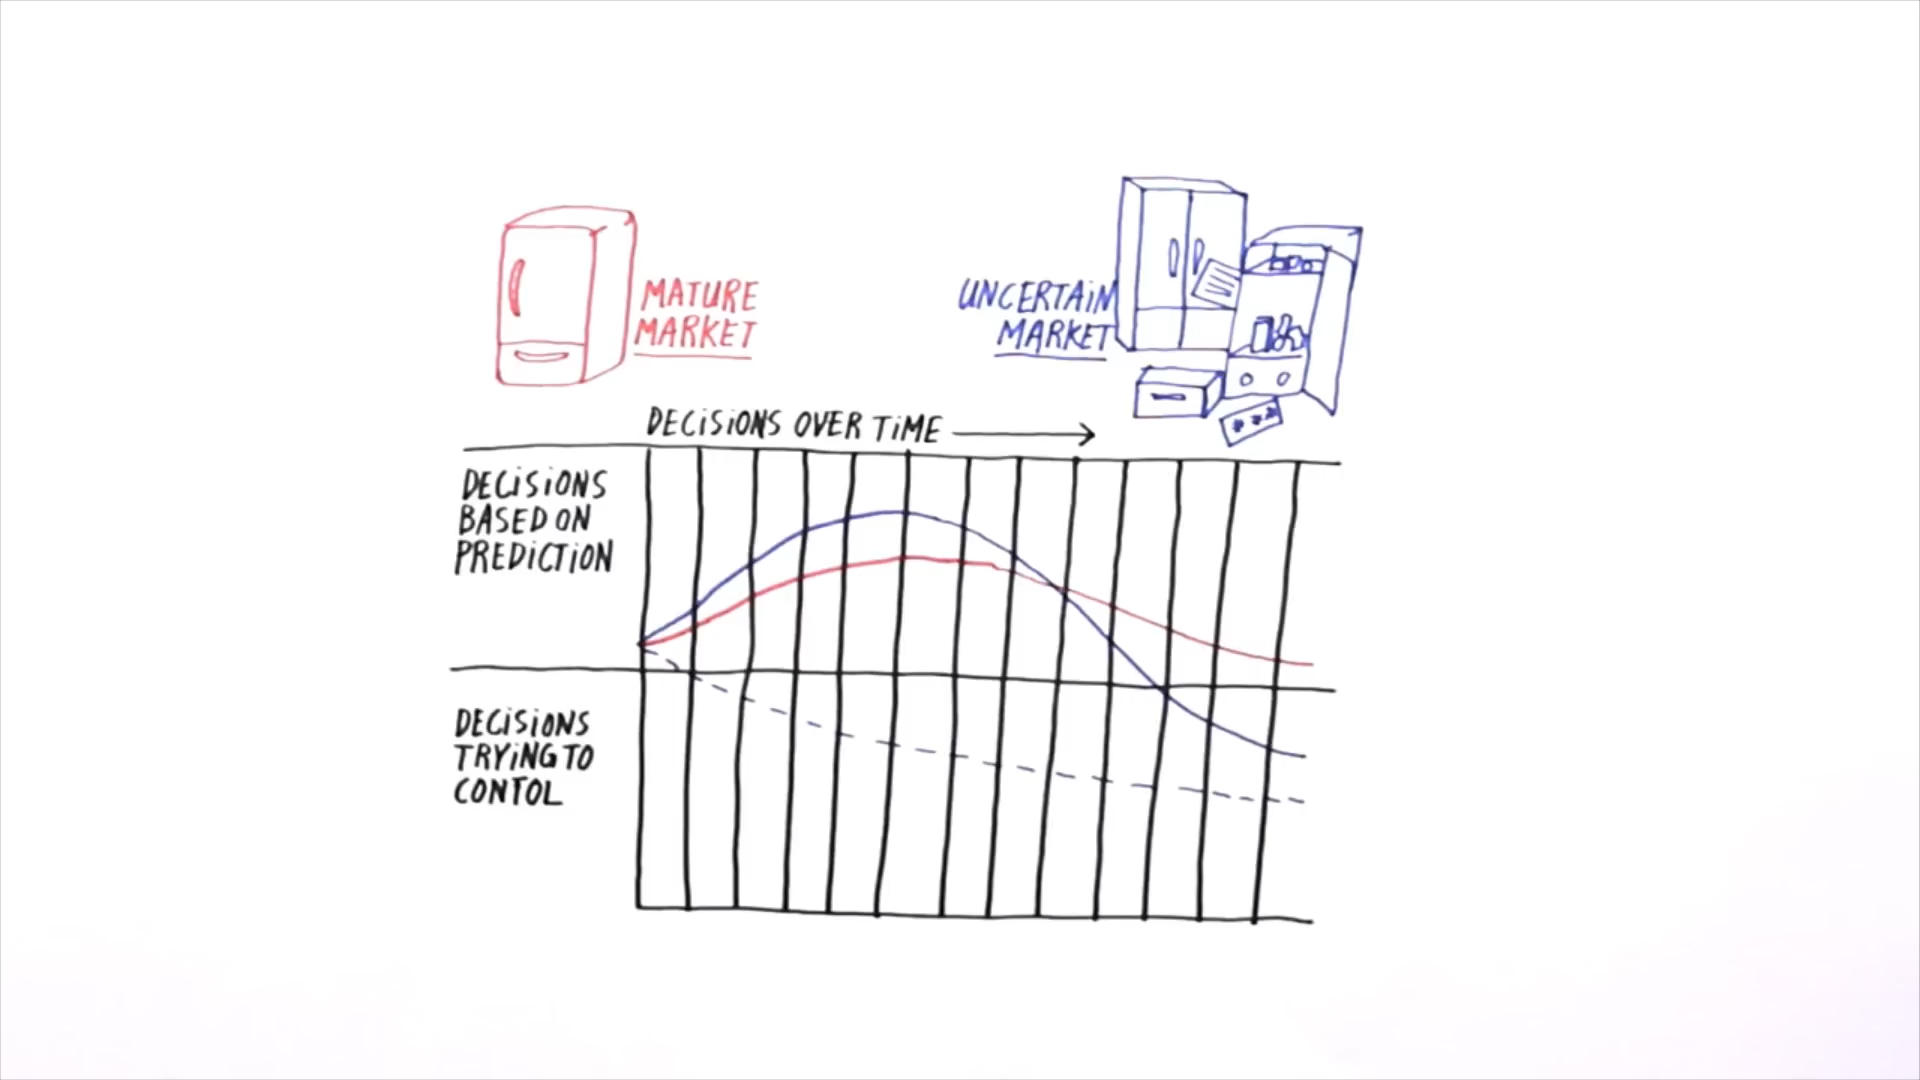 MATURE
MARKET
UNCERTAIN
MARKET
DECISIONS OVER TIME
DECISIONS
BASED ON
PREDICTION
DECISIONS
TRYING TO
CONTOL